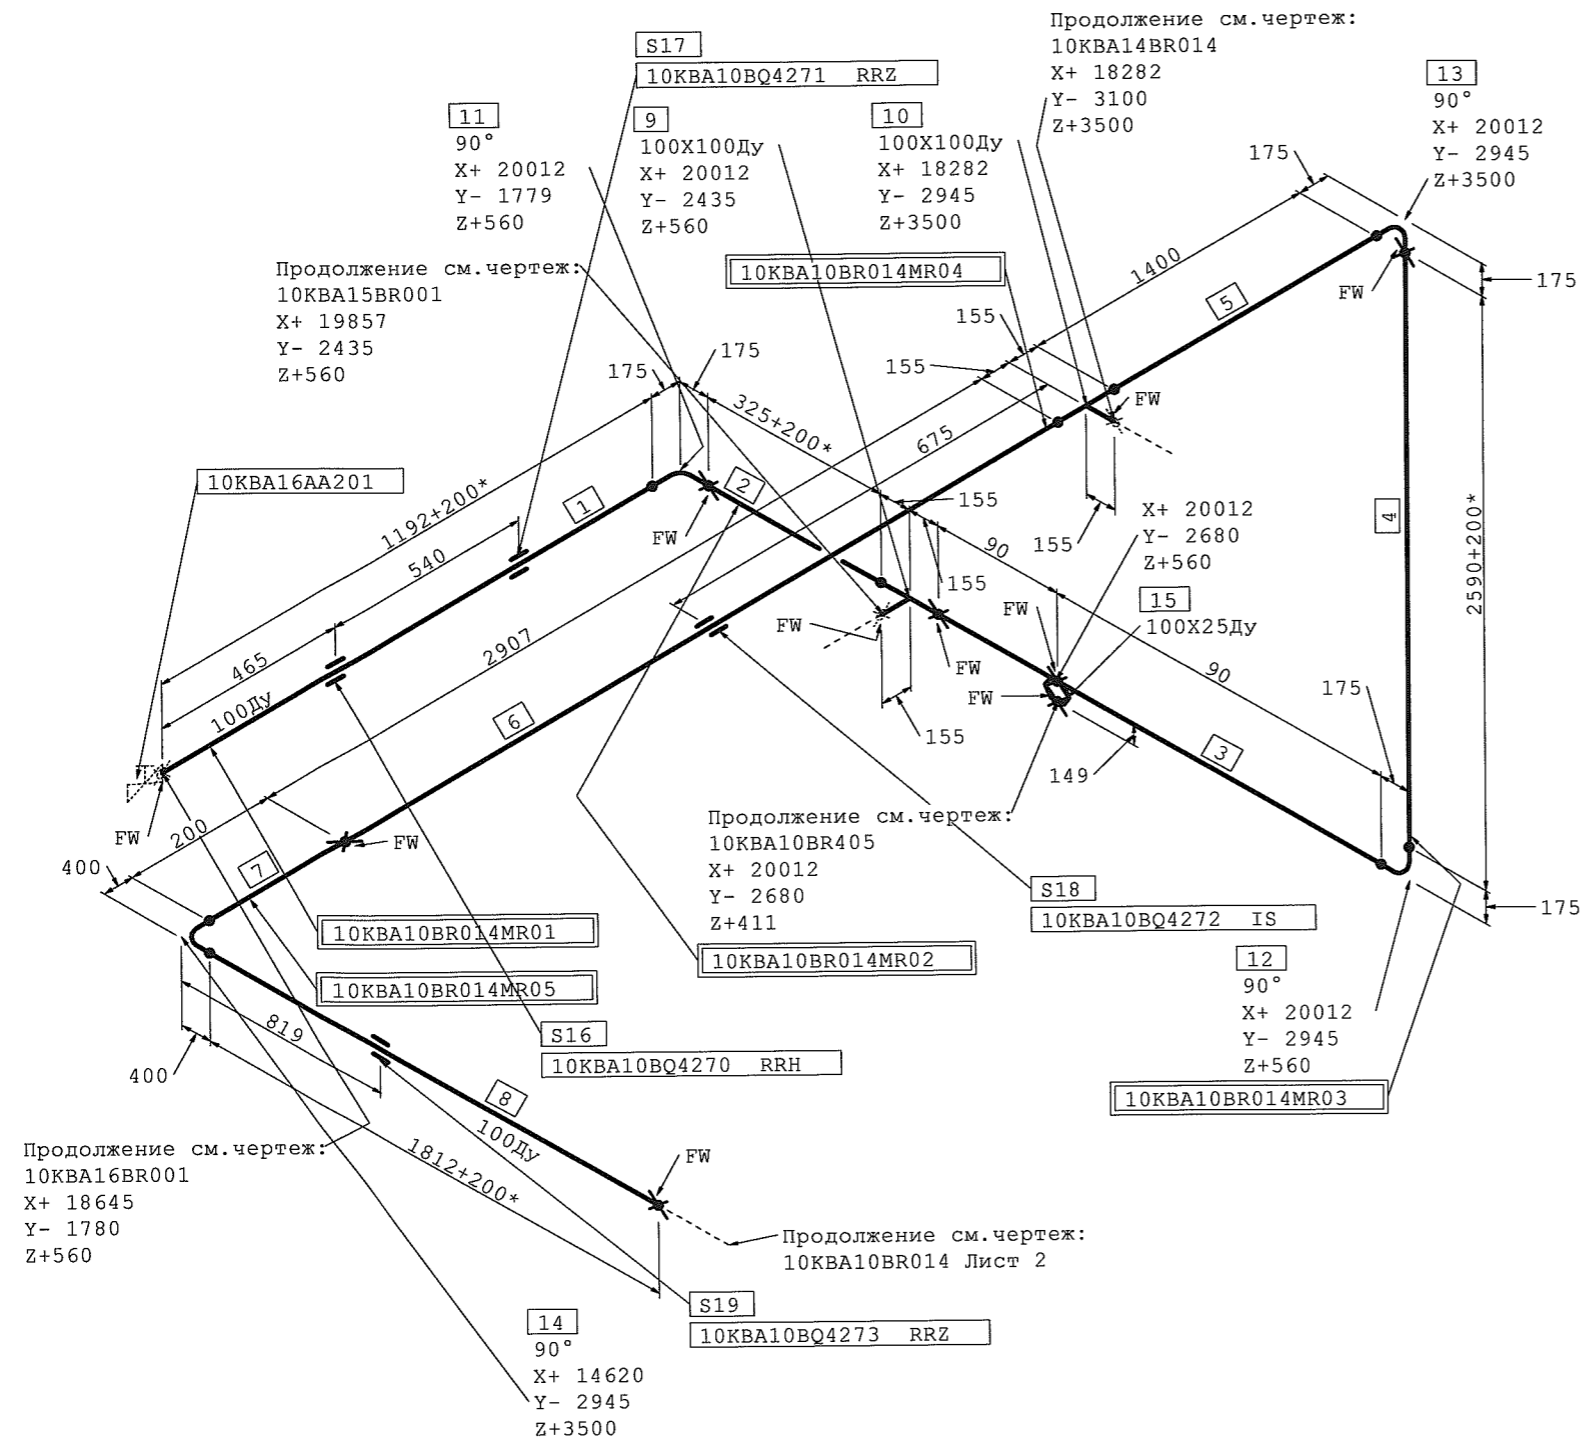 Продолжение см.чертеж:
10KBA14BR014
X+ 18282
Y- 3100
Z+3500
S17
10KBA10BQ4271 RRZ
13
90°
X+ 20012
Y- 2945
Z+3500
11
90°
X+ 20012
Y- 1779
Z+560
9
100X100Ду
X+ 20012
Y- 2435
Z+560
10
100X100Ду
X+ 18282
Y- 2945
Z+3500
175
Продолжение см.чертеж:
10KBA15BR001
X+ 19857
Y- 2435
Z+560
10KBA10BR014MR04
1400
5
FW
175
155
155
175
175
325+200*
FW
675
10KBA16AA201
1192+200*
540
1
2
FW
155
90
155
155
X+ 20012
Y- 2680
Z+560
4
2590+200*
15
100X25Ду
FW
FW
FW
FW
2907
465
100Ду
6
155
90
175
149
3
FW
200
FW
400
7
Продолжение см.чертеж:
10KBA10BR405
X+ 20012
Y- 2680
Z+411
S18
10KBA10BQ4272 IS
175
10KBA10BR014MR01
10KBA10BR014MR02
10KBA10BR014MR05
12
90°
X+ 20012
Y- 2945
Z+560
10KBA10BR014MR03
819
400
S16
10KBA10BQ4270 RRH
8
100Ду
1812+200*
FW
Продолжение см.чертеж:
10KBA16BR001
X+ 18645
Y- 1780
Z+560
Продолжение см.чертеж:
10KBA10BR014 Лист 2
S19
10KBA10BQ4273 RRZ
14
90°
X+ 14620
Y- 2945
Z+3500